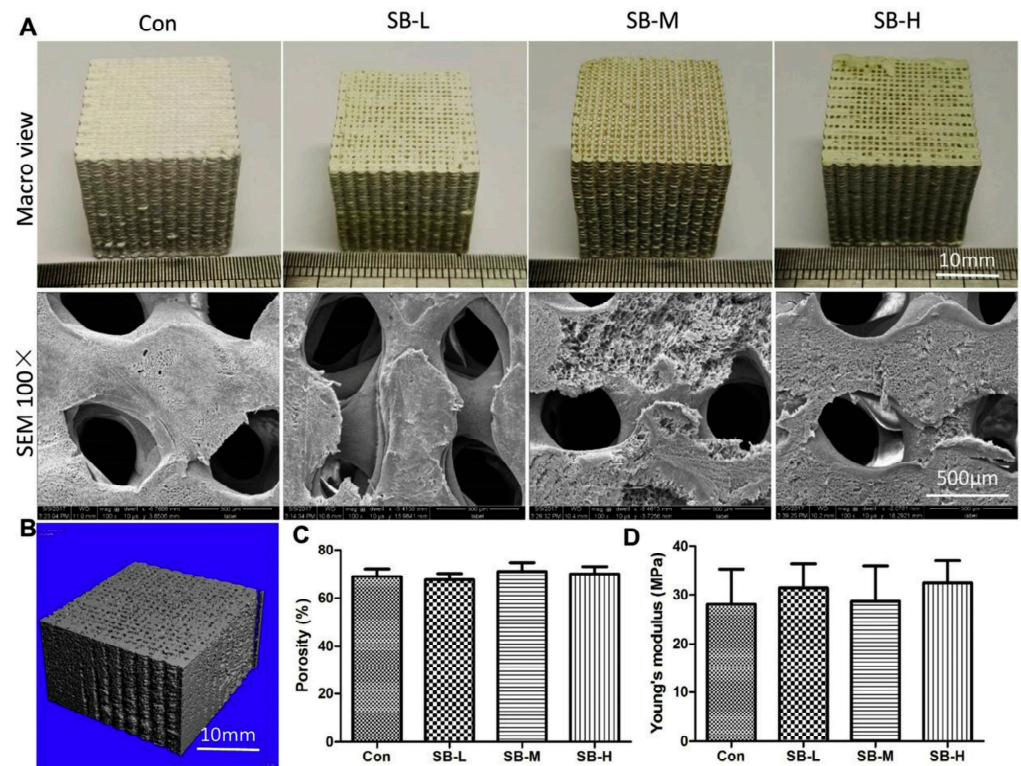 A
Con
SB-L
SB-M
SB-H
Macro view
10mm
SEM 100×
500μm
B
10mm
C
Porosity (%)
80
60
40
20
0
Con
SB-L
SB-M
SB-H
D
Young's modulus (MPa)
40
30
20
10
0
Con
SB-L
SB-M
SB-H